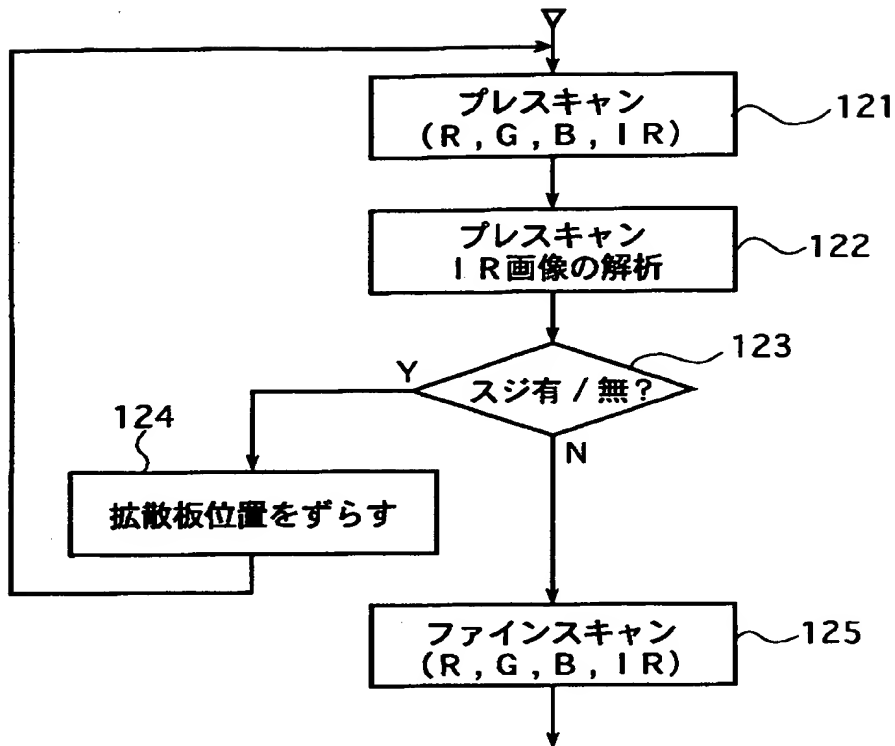 プレスキャン
(R,G,B,IR)
121
プレスキャン
IR画像の解析
122
スジ有/無?
123
Y
N
124
拡散板位置をずらす
ファインスキャン
(R,G,B,IR)
125